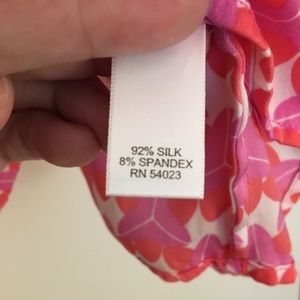 92% SILK
8% SPANDEX
RN 54023